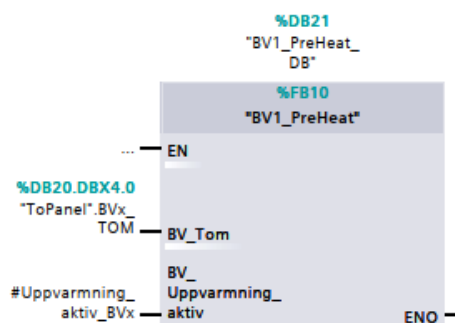 %DB21
"BV1_PreHeat_
DB"
%FB10
"BV1_PreHeat"
... EN
%DB20.DBX4.0
"ToPanel".BVx_
TOM BV_Tom
BV_
#Uppvarmning_ Uppvarmning_
aktiv_BVx aktiv ENO